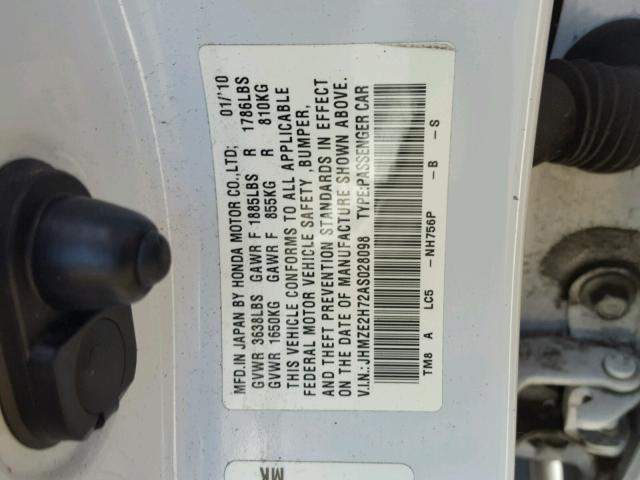 MFD.IN JAPAN BY HONDA MOTOR CO.,LTD; 01/'10
GVWR 3638LBS GAWR F 1885LBS R 1786LBS
GVWR 1650KG GAWR F 855KG R 810KG
THIS VEHICLE CONFORMS TO ALL APPLICABLE
FEDERAL MOTOR VEHICLE SAFETY ,BUMPER,
AND THEFT PREVENTION STANDARDS IN EFFECT
ON THE DATE OF MANUFACTURE SHOWN ABOVE.
V.I.N.:JHMZE2H72AS028098 TYPE:PASSENGER CAR
TM8 A LC5 -NH756P -B -S
MK